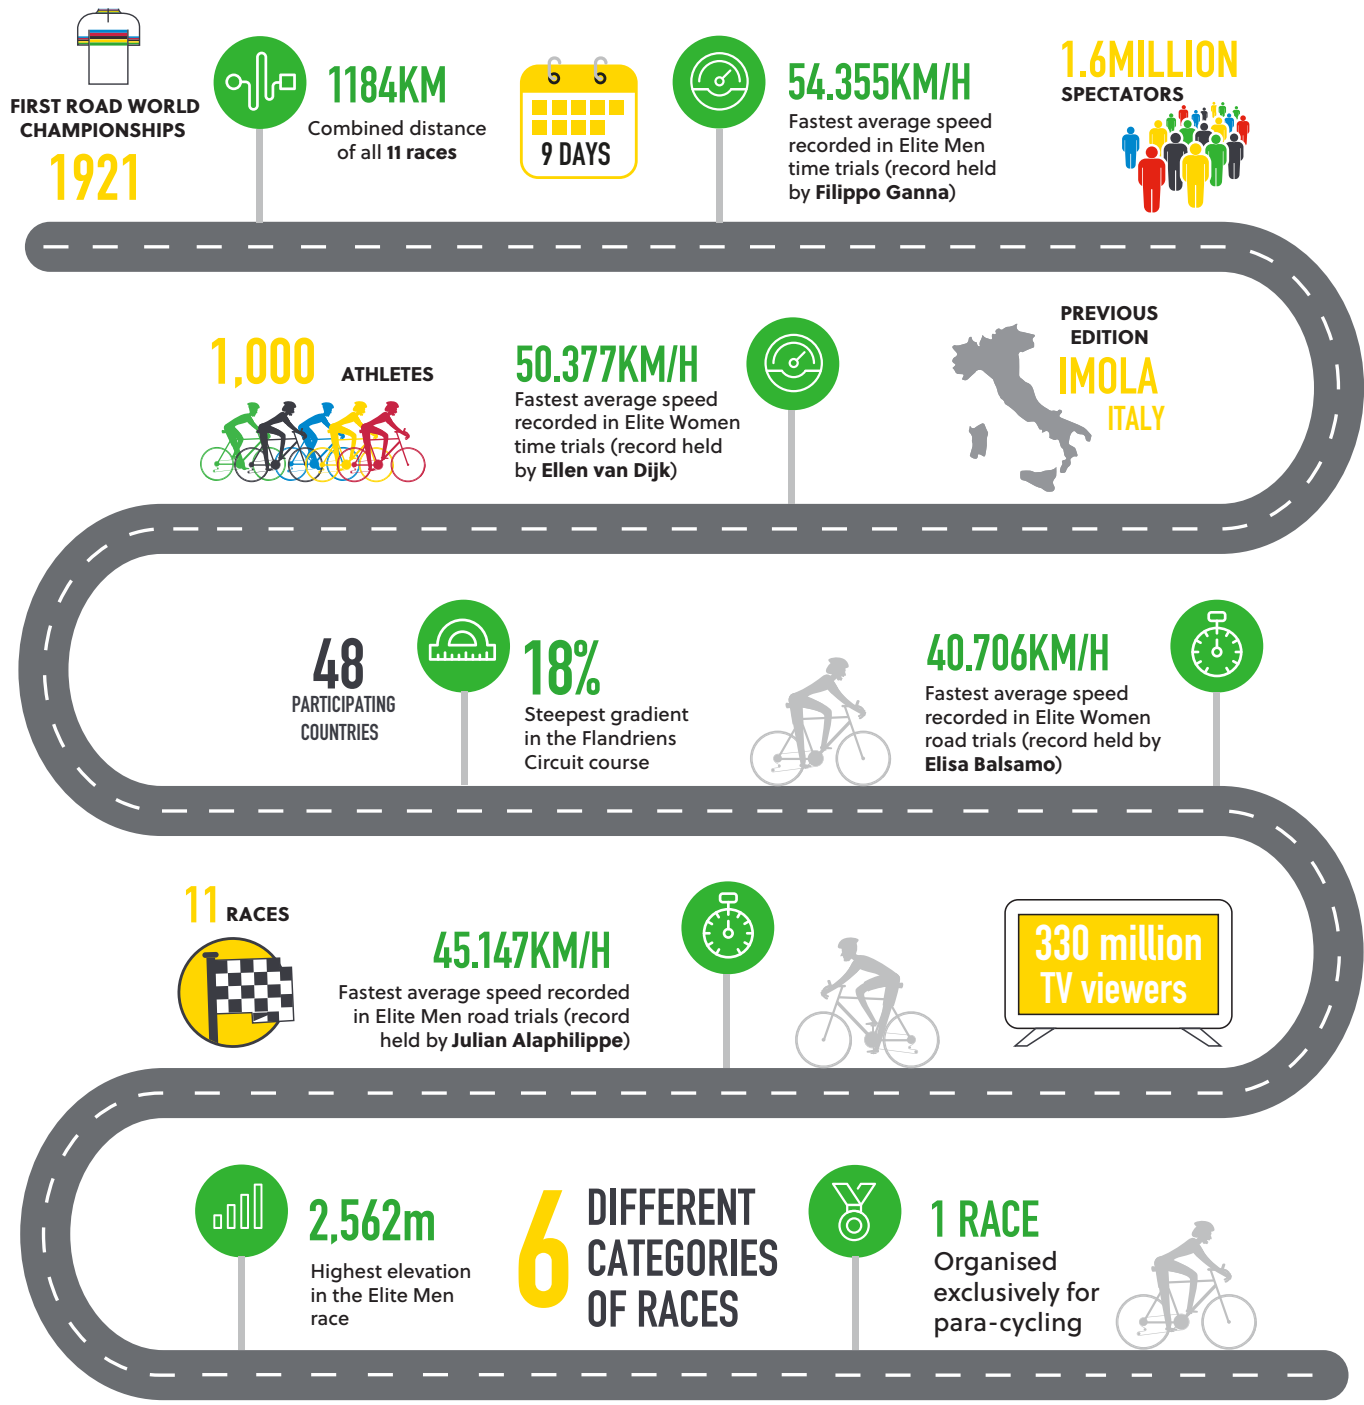 FIRST ROAD WORLD
CHAMPIONSHIPS
1921
1184KM
Combined distance
of all 11 races
9 DAYS
54.355KM/H
Fastest average speed
recorded in Elite Men
time trials (record held
by Filippo Ganna)
1.6MILLION
SPECTATORS
1,000 ATHLETES
50.377KM/H
Fastest average speed
recorded in Elite Women
time trials (record held
by Ellen van Dijk)
PREVIOUS
EDITION
IMOLA
ITALY
48
PARTICIPATING
COUNTRIES
18%
Steepest gradient
in the Flandriens
Circuit course
40.706KM/H
Fastest average speed
recorded in Elite Women
road trials (record held by
Elisa Balsamo)
11 RACES
45.147KM/H
Fastest average speed recorded
in Elite Men road trials (record
held by Julian Alaphilippe)
330 million
TV viewers
2,562m
Highest elevation
in the Elite Men
race
6 DIFFERENT
CATEGORIES
OF RACES
1 RACE
Organised
exclusively for
para-cycling